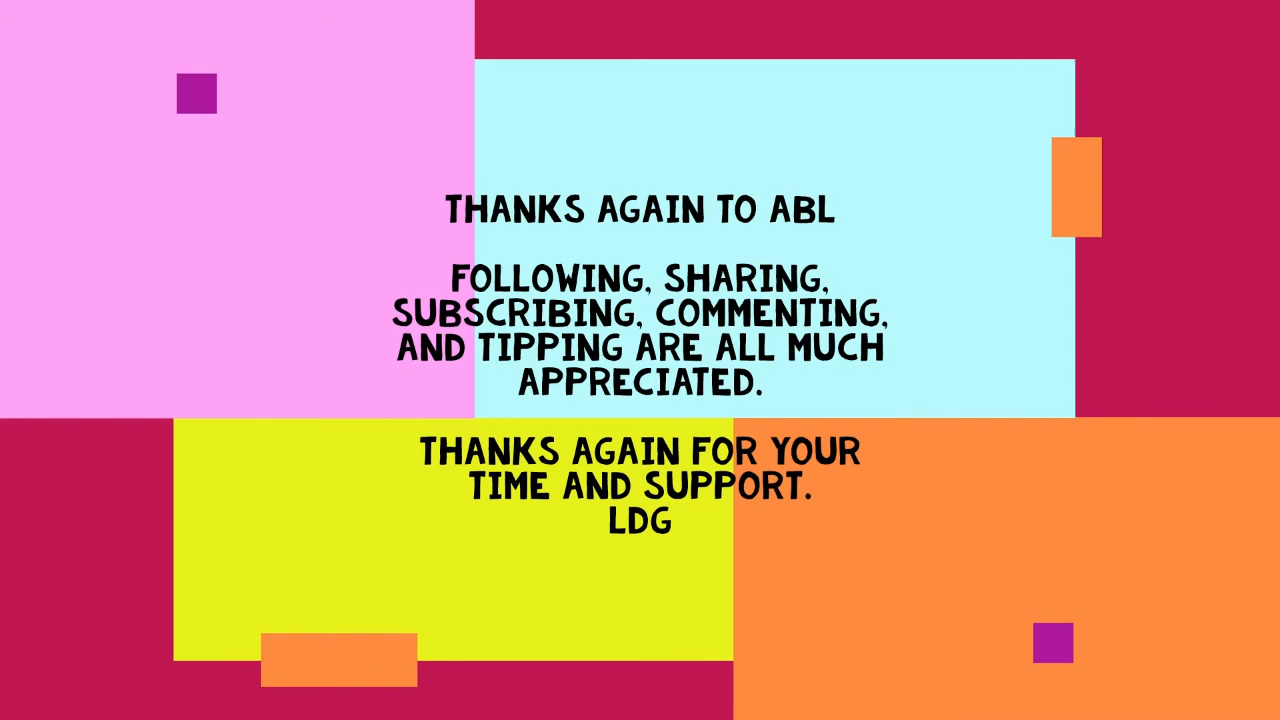 THANKS AGAIN TO ABL
FOLLOWING, SHARING,
SUBSCRIBING, COMMENTING,
AND TIPPING ARE ALL MUCH
APPRECIATED.
THANKS AGAIN FOR YOUR
TIME AND SUPPORT.
LDG